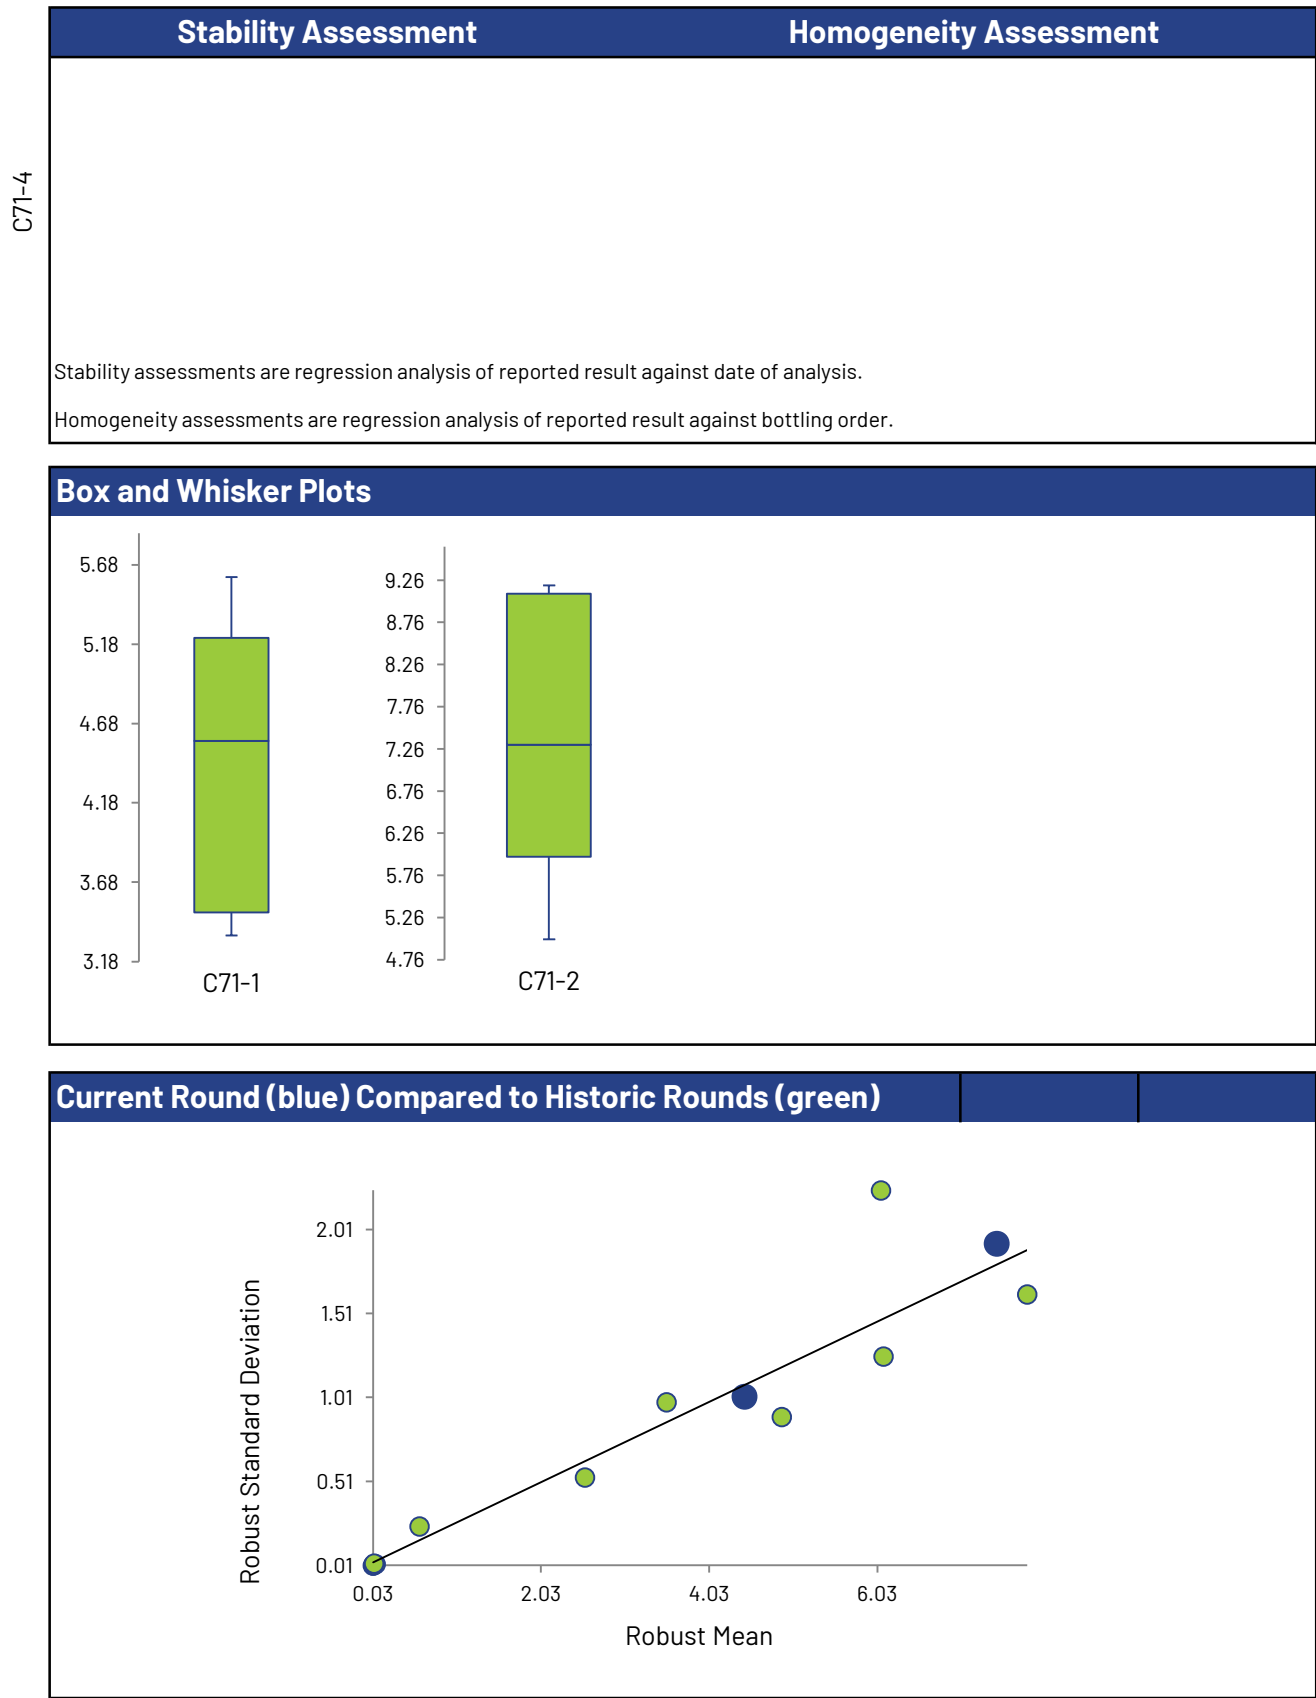 Stability Assessment
Homogeneity Assessment
C71-4
Stability assessments are regression analysis of reported result against date of analysis.
Homogeneity assessments are regression analysis of reported result against bottling order.
Box and Whisker Plots
5.68
5.18
4.68
4.18
3.68
3.18
C71-1
9.26
8.76
8.26
7.76
7.26
6.76
6.26
5.76
5.26
4.76
C71-2
Current Round (blue) Compared to Historic Rounds (green)
Robust Standard Deviation
2.01
1.51
1.01
0.51
0.01
0.03
2.03
4.03
6.03
Robust Mean